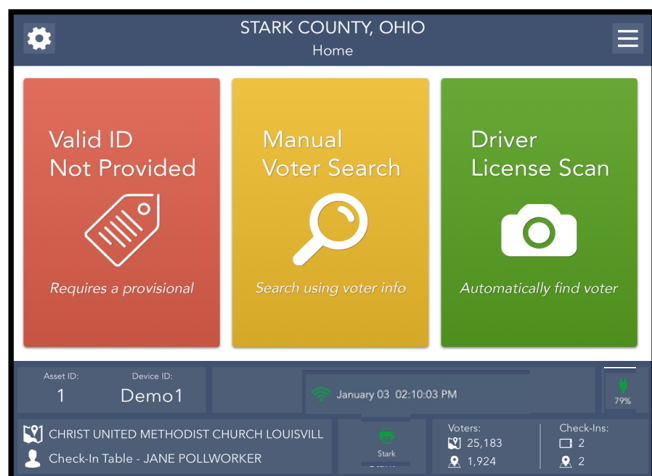 STARK COUNTY, OHIO
Home
Valid ID
Not Provided
Requires a provisional
Manual
Voter Search
Search using voter info
Driver
License Scan
Automatically find voter
Asset ID:
1
Device ID:
Demo1
January 03 02:10:03 PM
79%
CHRIST UNITED METHODIST CHURCH LOUISVILL
Check-In Table - JANE POLLWORKER
Stark
Voters:
25,183
1,924
Check-Ins:
2
2